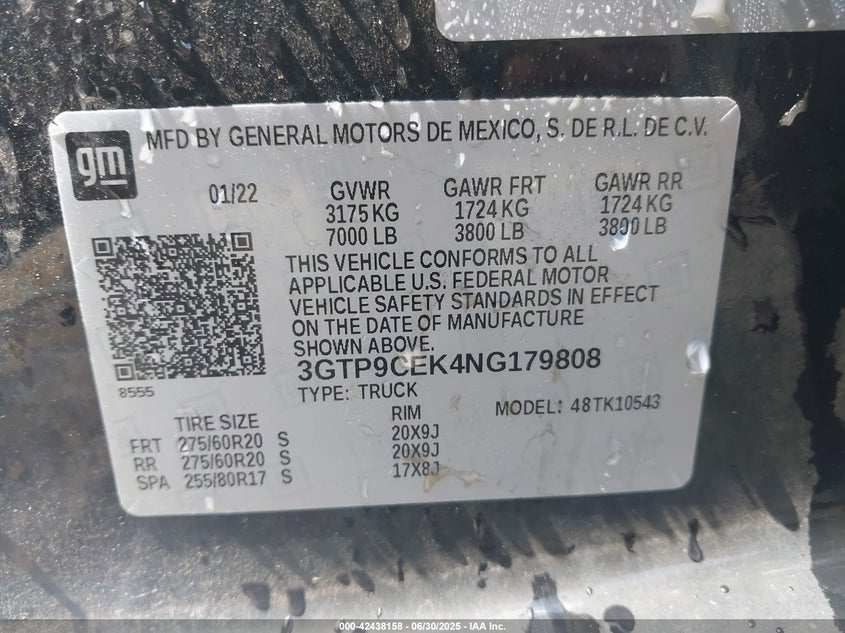 gm
MFD BY GENERAL MOTORS DE MEXICO, S. DE R.L. DE C.V.
01/22 GVWR GAWR FRT GAWR RR
3175 KG 1724 KG 1724 KG
7000 LB 3800 LB 3800 LB
THIS VEHICLE CONFORMS TO ALL
APPLICABLE U.S. FEDERAL MOTOR
VEHICLE SAFETY STANDARDS IN EFFECT
ON THE DATE OF MANUFACTURE
SHOWN ABOVE.
3GTP9CEK4NG179808
8555
TYPE: TRUCK
MODEL: 48TK10543
TIRE SIZE RIM
FRT 275/60R20 S 20X9J
RR 275/60R20 S 20X9J
SPA 255/80R17 S 17X8J
000-42438158 - 06/30/2025 - IAA Inc.